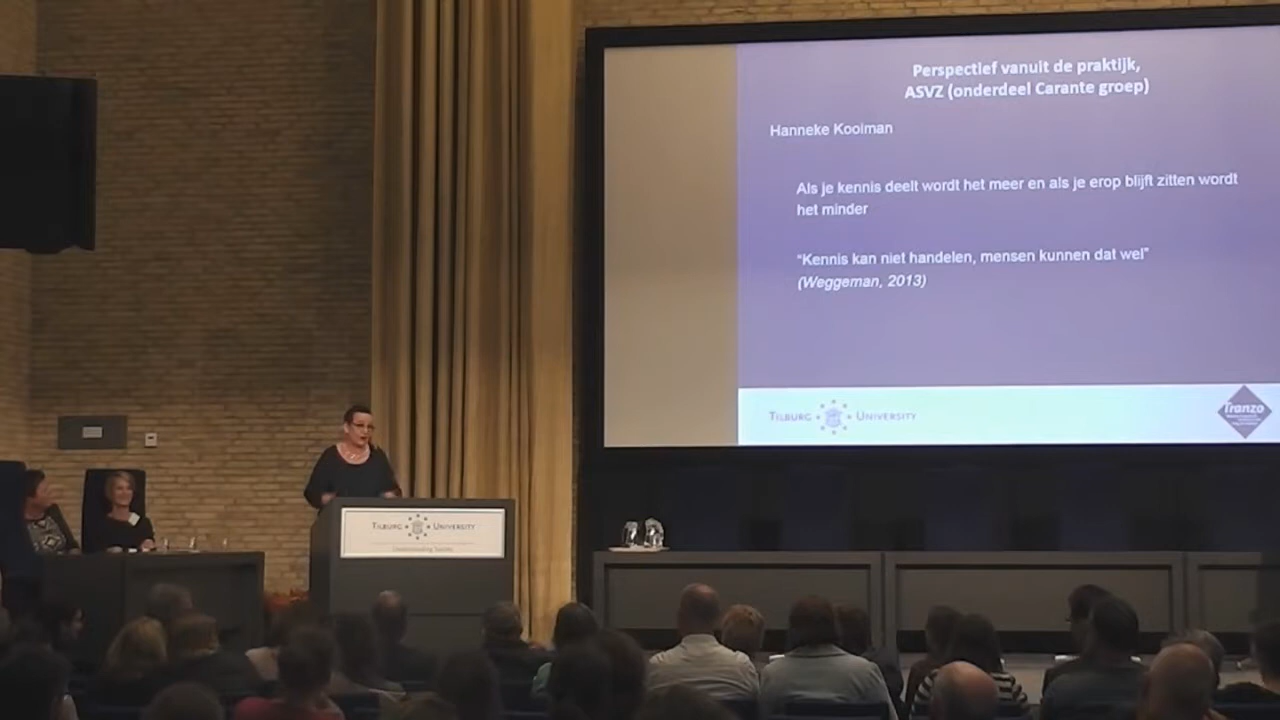 Perspectief vanuit de praktijk,
ASVZ (onderdeel Carante groep)
Hanneke Kooiman
Als je kennis deelt wordt het meer en als je erop blijft zitten wordt
het minder
“Kennis kan niet handelen, mensen kunnen dat wel”
(Weggeman, 2013)
TILBURG UNIVERSITY
Tranzo
TILBURG UNIVERSITY
Understanding Society